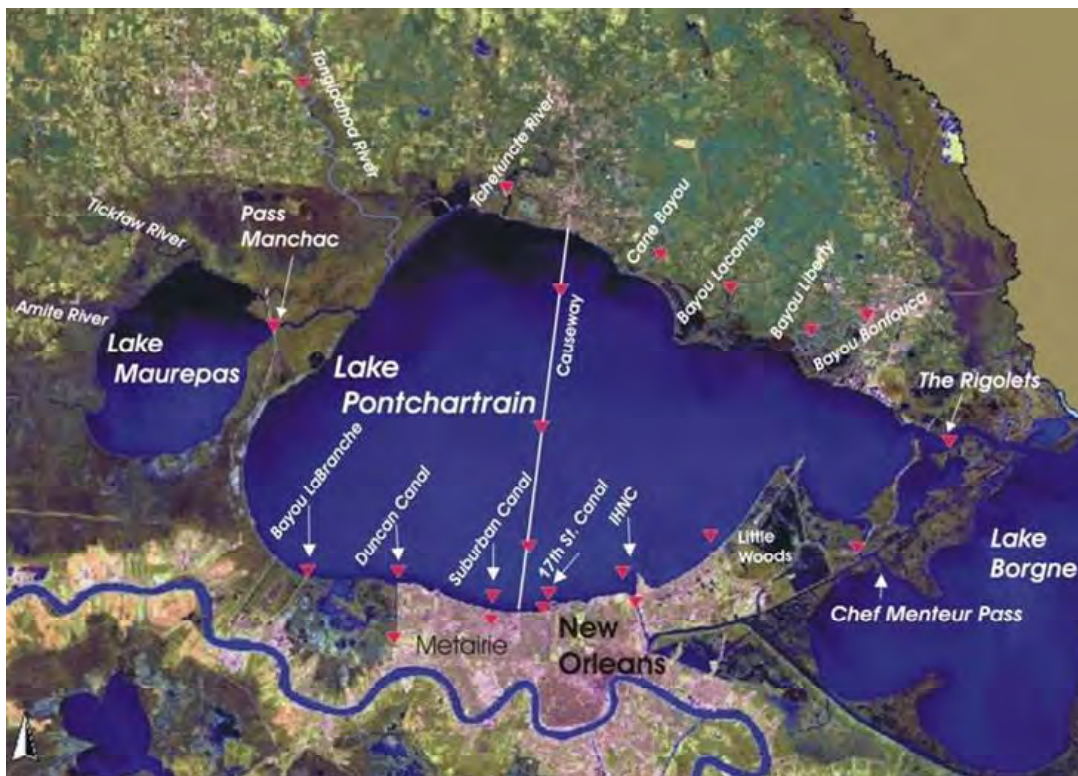 Tangipahoa River
Tchefuncte River
Tickfaw River
Pass
Manchac
Cane Bayou
Bayou Lacombe
Bayou Liberty
Bayou Bonfouca
Amite River
Lake
Maurepas
Lake
Pontchartrain
Causeway
The Rigolets
Bayou LaBranche
Duncan Canal
Suburban Canal
17th St. Canal
IHNC
Little
Woods
Lake
Borgne
Chef Menteur Pass
Metairie
New
Orleans